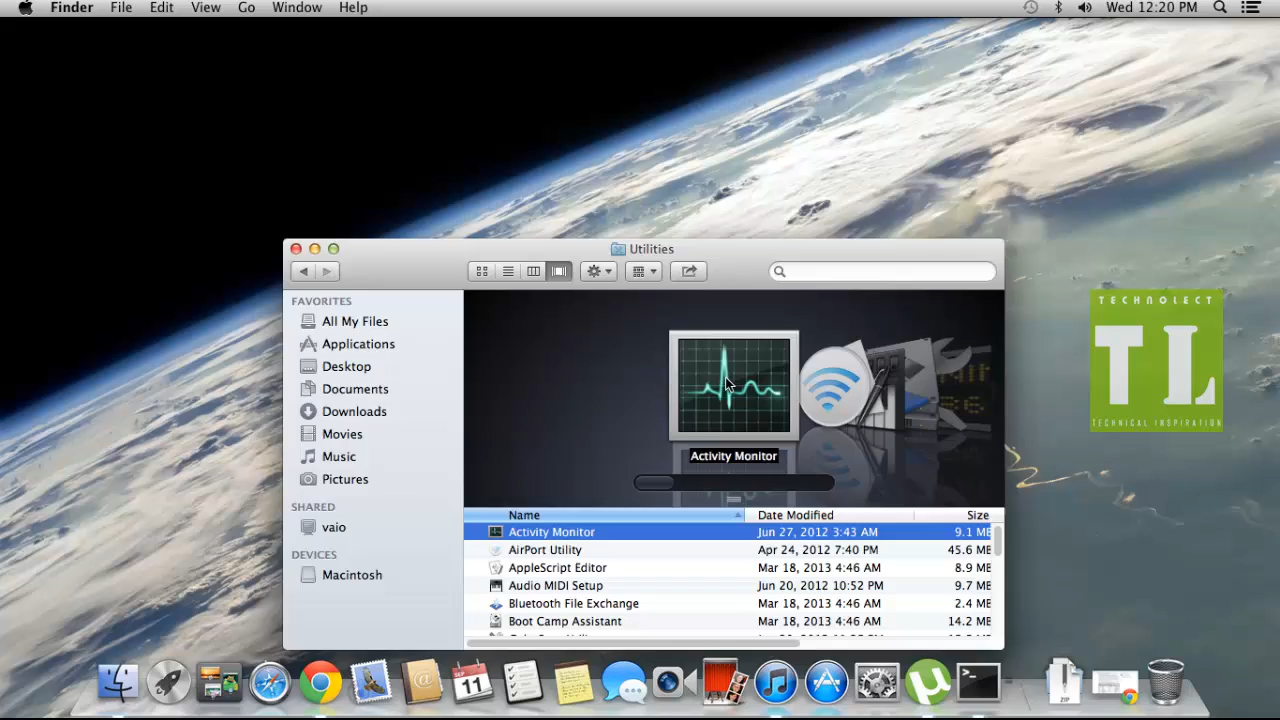 Finder File Edit View Go Window Help Wed 12:20 PM
Utilities
FAVORITES
All My Files
Applications
Desktop
Documents
Downloads
Movies
Music
Pictures
SHARED
vaio
DEVICES
Macintosh
Activity Monitor
Name Date Modified Size
Activity Monitor Jun 27, 2012 3:43 AM 9.1 MB
AirPort Utility Apr 24, 2012 7:40 PM 45.6 MB
AppleScript Editor Mar 18, 2013 4:46 AM 8.9 MB
Audio MIDI Setup Jun 20, 2012 10:52 PM 9.7 MB
Bluetooth File Exchange Mar 18, 2013 4:46 AM 2.4 MB
Boot Camp Assistant Mar 18, 2013 4:46 AM 14.2 MB
TECHNOLECT
TL
TECHNICAL INSPIRATION
SEP
11
ZIP